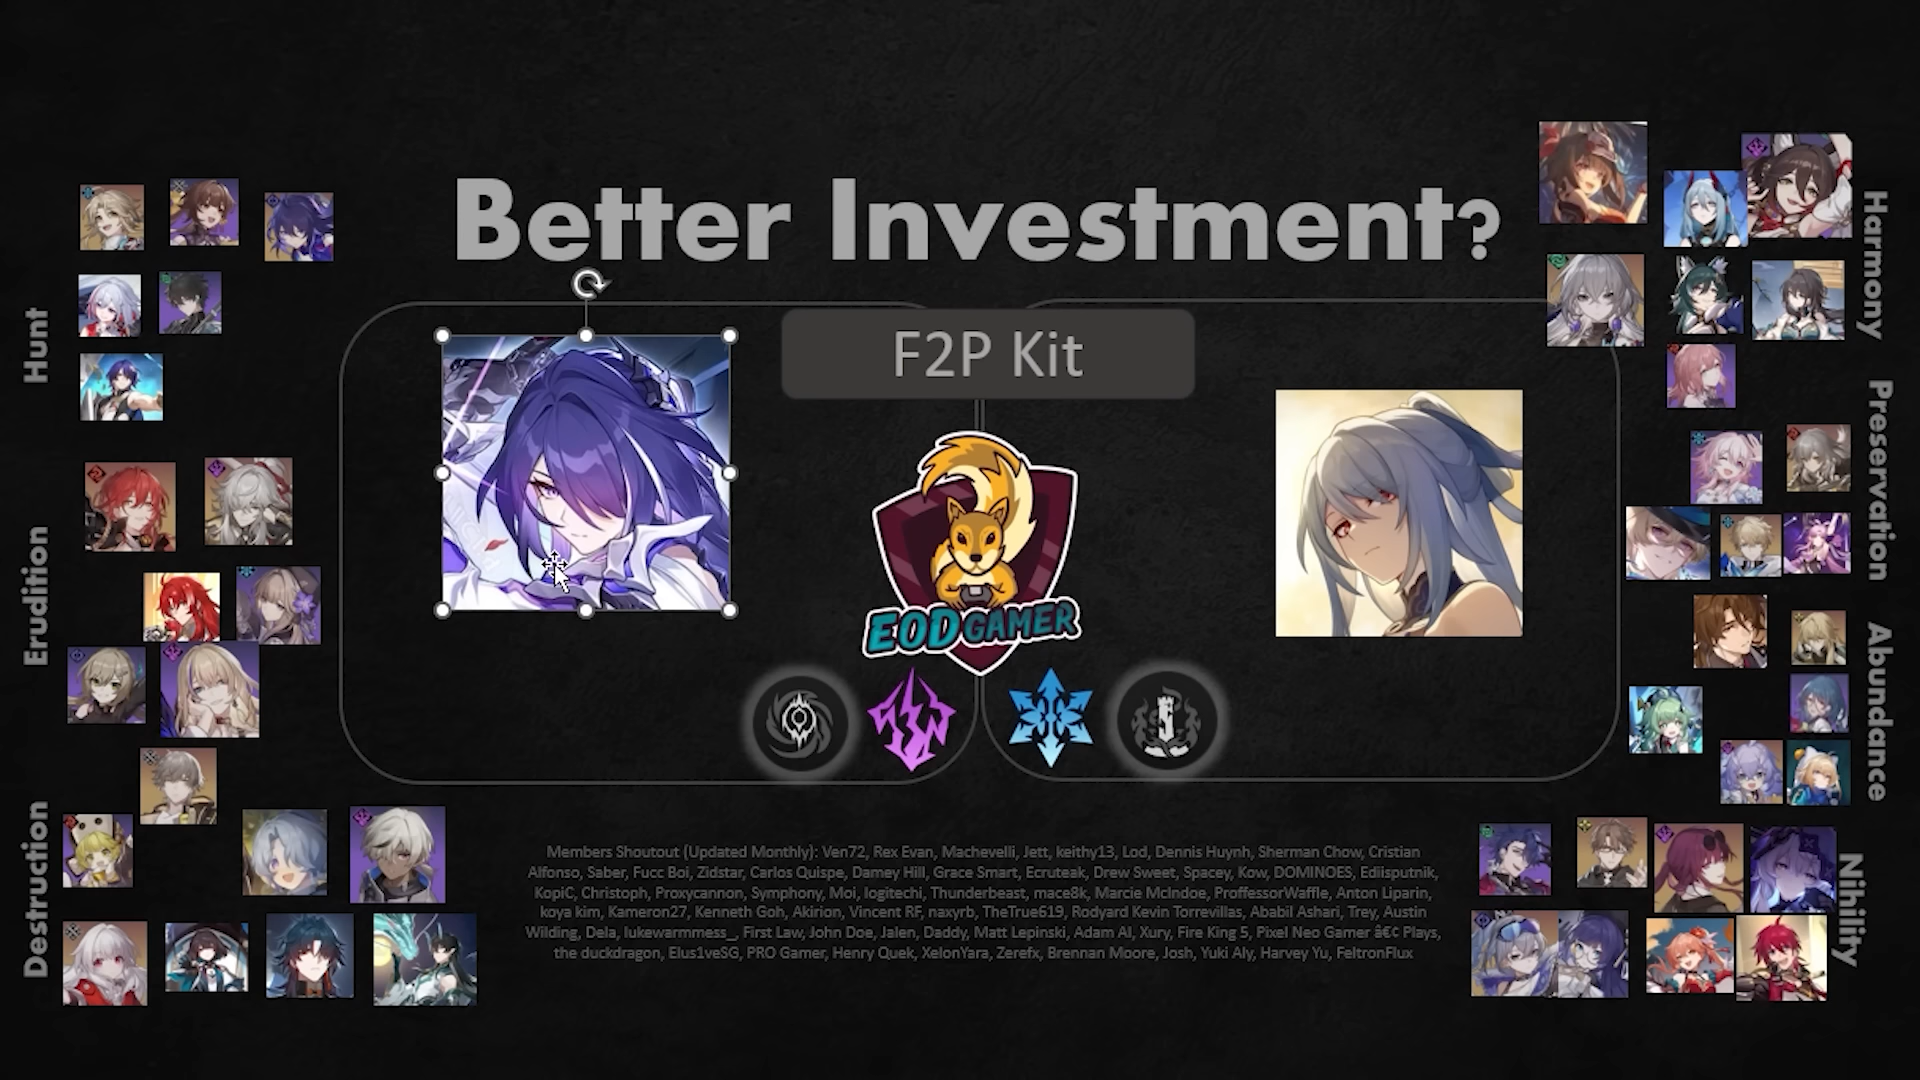 Better Investment?
F2P Kit
EOD GAMER
Hunt
Erudition
Destruction
Harmony
Preservation
Abundance
Nihility
Members Shoutout (Updated Monthly): Ven72, Rex Evan, Machevelli, Jett, keithy13, Lod, Dennis Huynh, Sherman Chow, Cristian
Alfonso, Saber, Fucc Boi, Zidstar, Carlos Quispe, Damey Hill, Grace Smart, Ecruteak, Drew Sweet, Spacey, Kow, DOMINOES, Ediisputnik,
KopiC, Christoph, Proxycannon, Symphony, Moi, logitechi, Thunderbeast, mace8k, Marcie McIndoe, ProffessorWaffle, Anton Liparin,
koya kim, Kameron27, Kenneth Goh, Akirion, Vincent RF, naxyrb, TheTrue619, Rodyard Kevin Torrevillas, Ababil Ashari, Trey, Austin
Wilding, Dela, lukewarmmess_, First Law, John Doe, Jalen, Daddy, Matt Lepinski, Adam Al, Xury, Fire King 5, Pixel Neo Gamer â€¢ Plays,
the duckdragon, Elus1veSG, PRO Gamer, Henry Quek, XelonYara, Zerefx, Brennan Moore, Josh, Yuki Aly, Harvey Yu, FeltronFlux